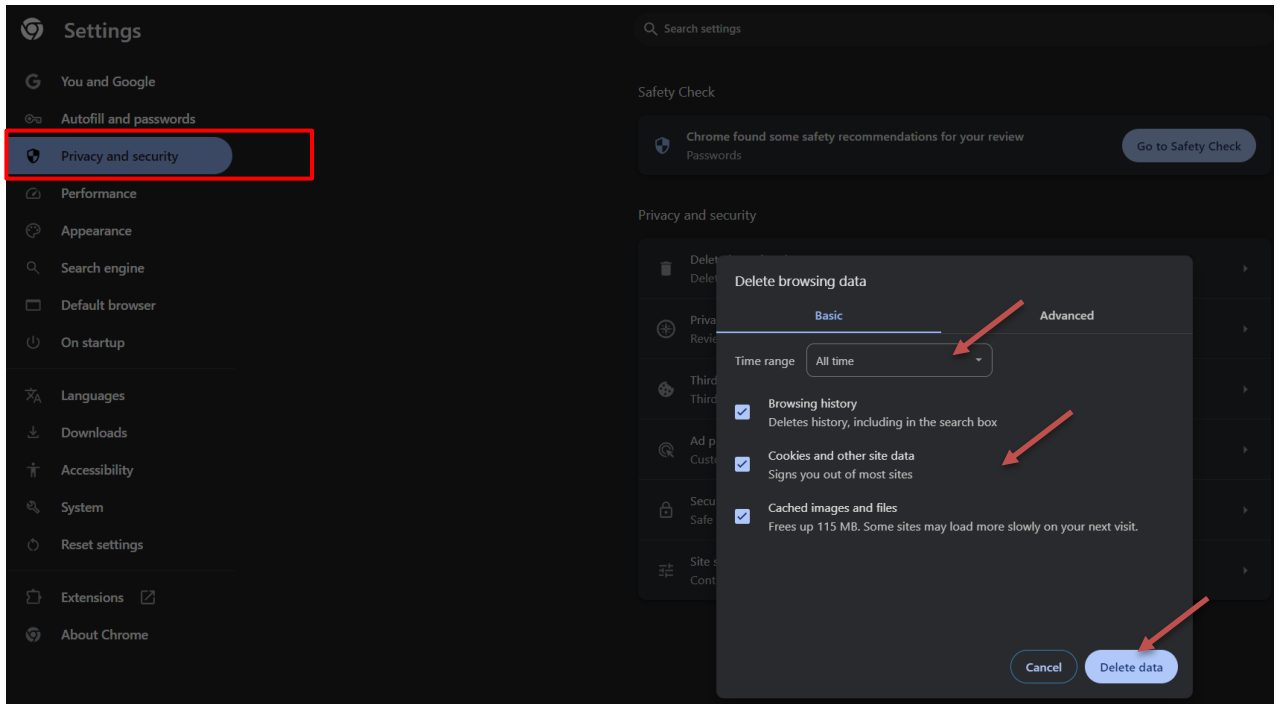 Settings
Search settings
You and Google
Autofill and passwords
Privacy and security
Performance
Appearance
Search engine
Default browser
On startup
Languages
Downloads
Accessibility
System
Reset settings
Extensions
About Chrome
Safety Check
Chrome found some safety recommendations for your review
Passwords
Go to Safety Check
Privacy and security
Delete browsing data
Basic
Advanced
Time range
All time
Browsing history
Deletes history, including in the search box
Cookies and other site data
Signs you out of most sites
Cached images and files
Frees up 115 MB. Some sites may load more slowly on your next visit.
Cancel
Delete data